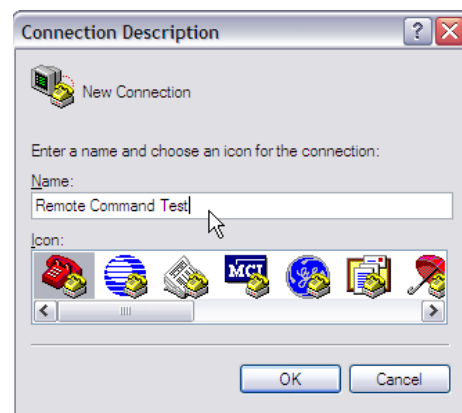 Connection Description
New Connection
Enter a name and choose an icon for the connection:
Name:
Remote Command Test
Icon:
MCI
OK
Cancel